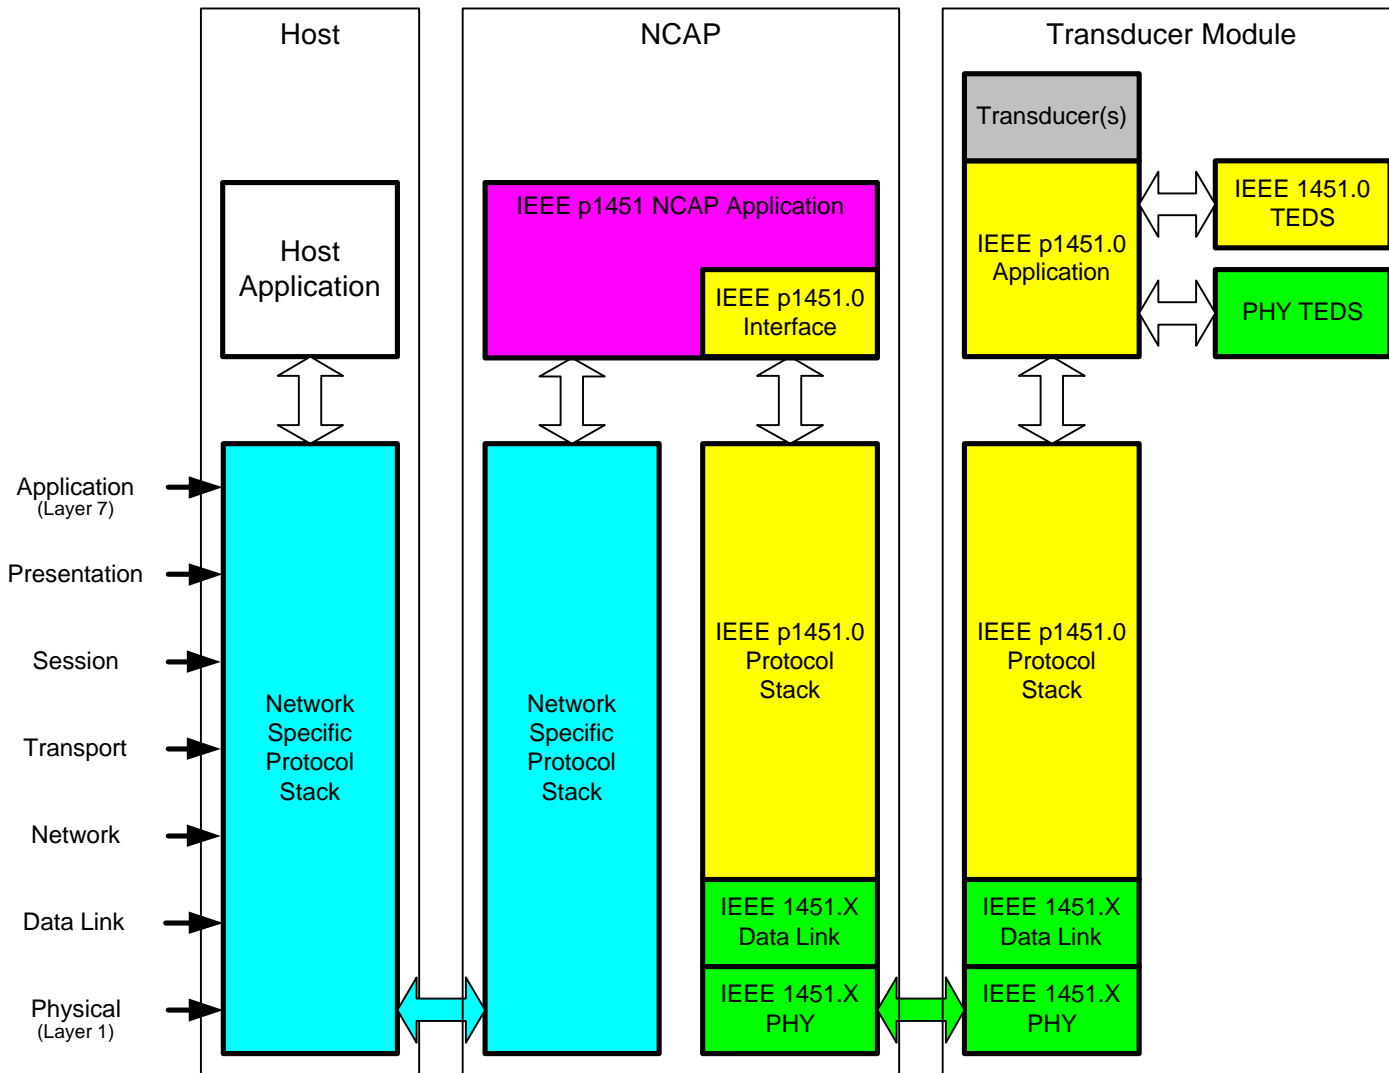 Host
NCAP
Transducer Module
Transducer(s)
Host
Application
IEEE p1451 NCAP Application
IEEE p1451.0
Interface
IEEE p1451.0
Application
IEEE 1451.0
TEDS
PHY TEDS
Application
(Layer 7)
Presentation
Session
Transport
Network
Data Link
Physical
(Layer 1)
Network
Specific
Protocol
Stack
Network
Specific
Protocol
Stack
IEEE p1451.0
Protocol
Stack
IEEE 1451.X
Data Link
IEEE 1451.X
PHY
IEEE p1451.0
Protocol
Stack
IEEE 1451.X
Data Link
IEEE 1451.X
PHY